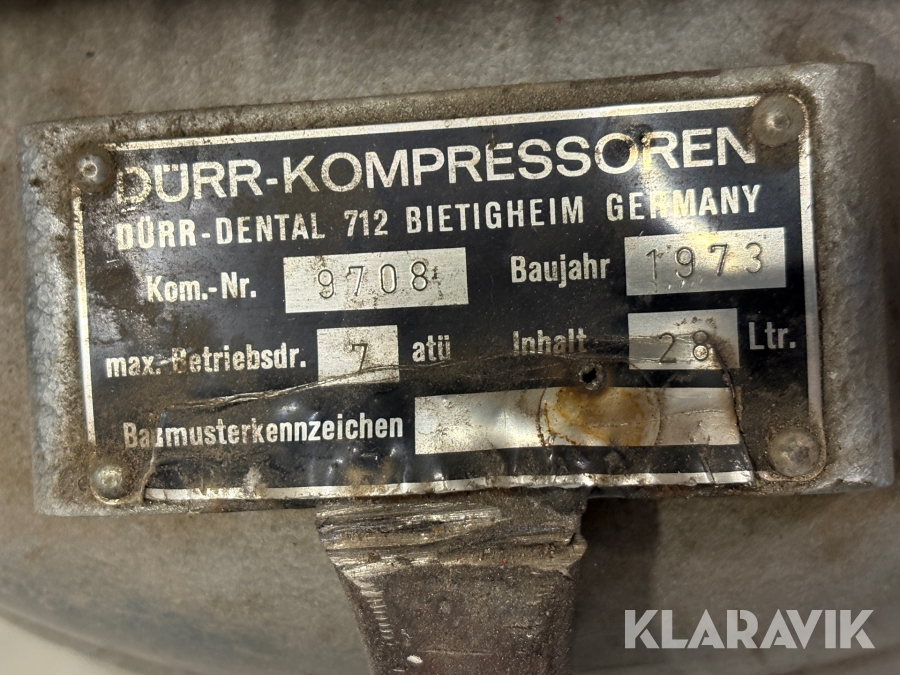 DÜRR-KOMPRESSOREN
DÜRR-DENTAL 712 BIETIGHEIM GERMANY
Kom.-Nr. 9708 Baujahr 1973
max.-Betriebsdr. 7 atü Inhalt 28 Ltr.
Baumusterkennzeichen
KLARAVIK